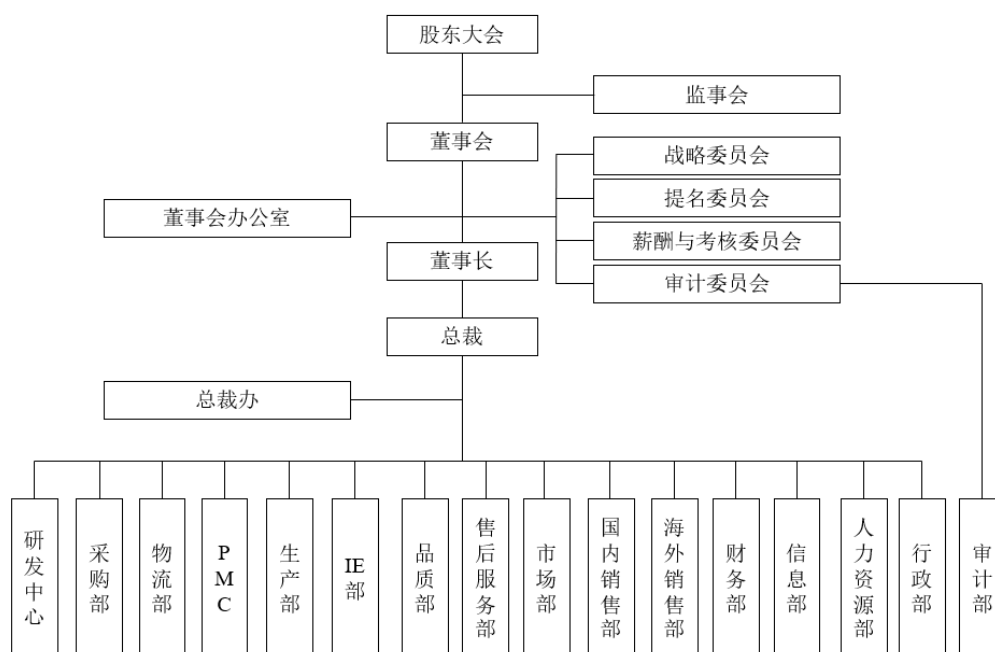 股东大会
监事会
董事会
战略委员会
提名委员会
董事会办公室
薪酬与考核委员会
董事长
审计委员会
总裁
总裁办
研发中心
采购部
物流部
PMC
生产部
IE部
品质部
售后服务部
市场部
国内销售部
海外销售部
财务部
信息部
人力资源部
行政部
审计部